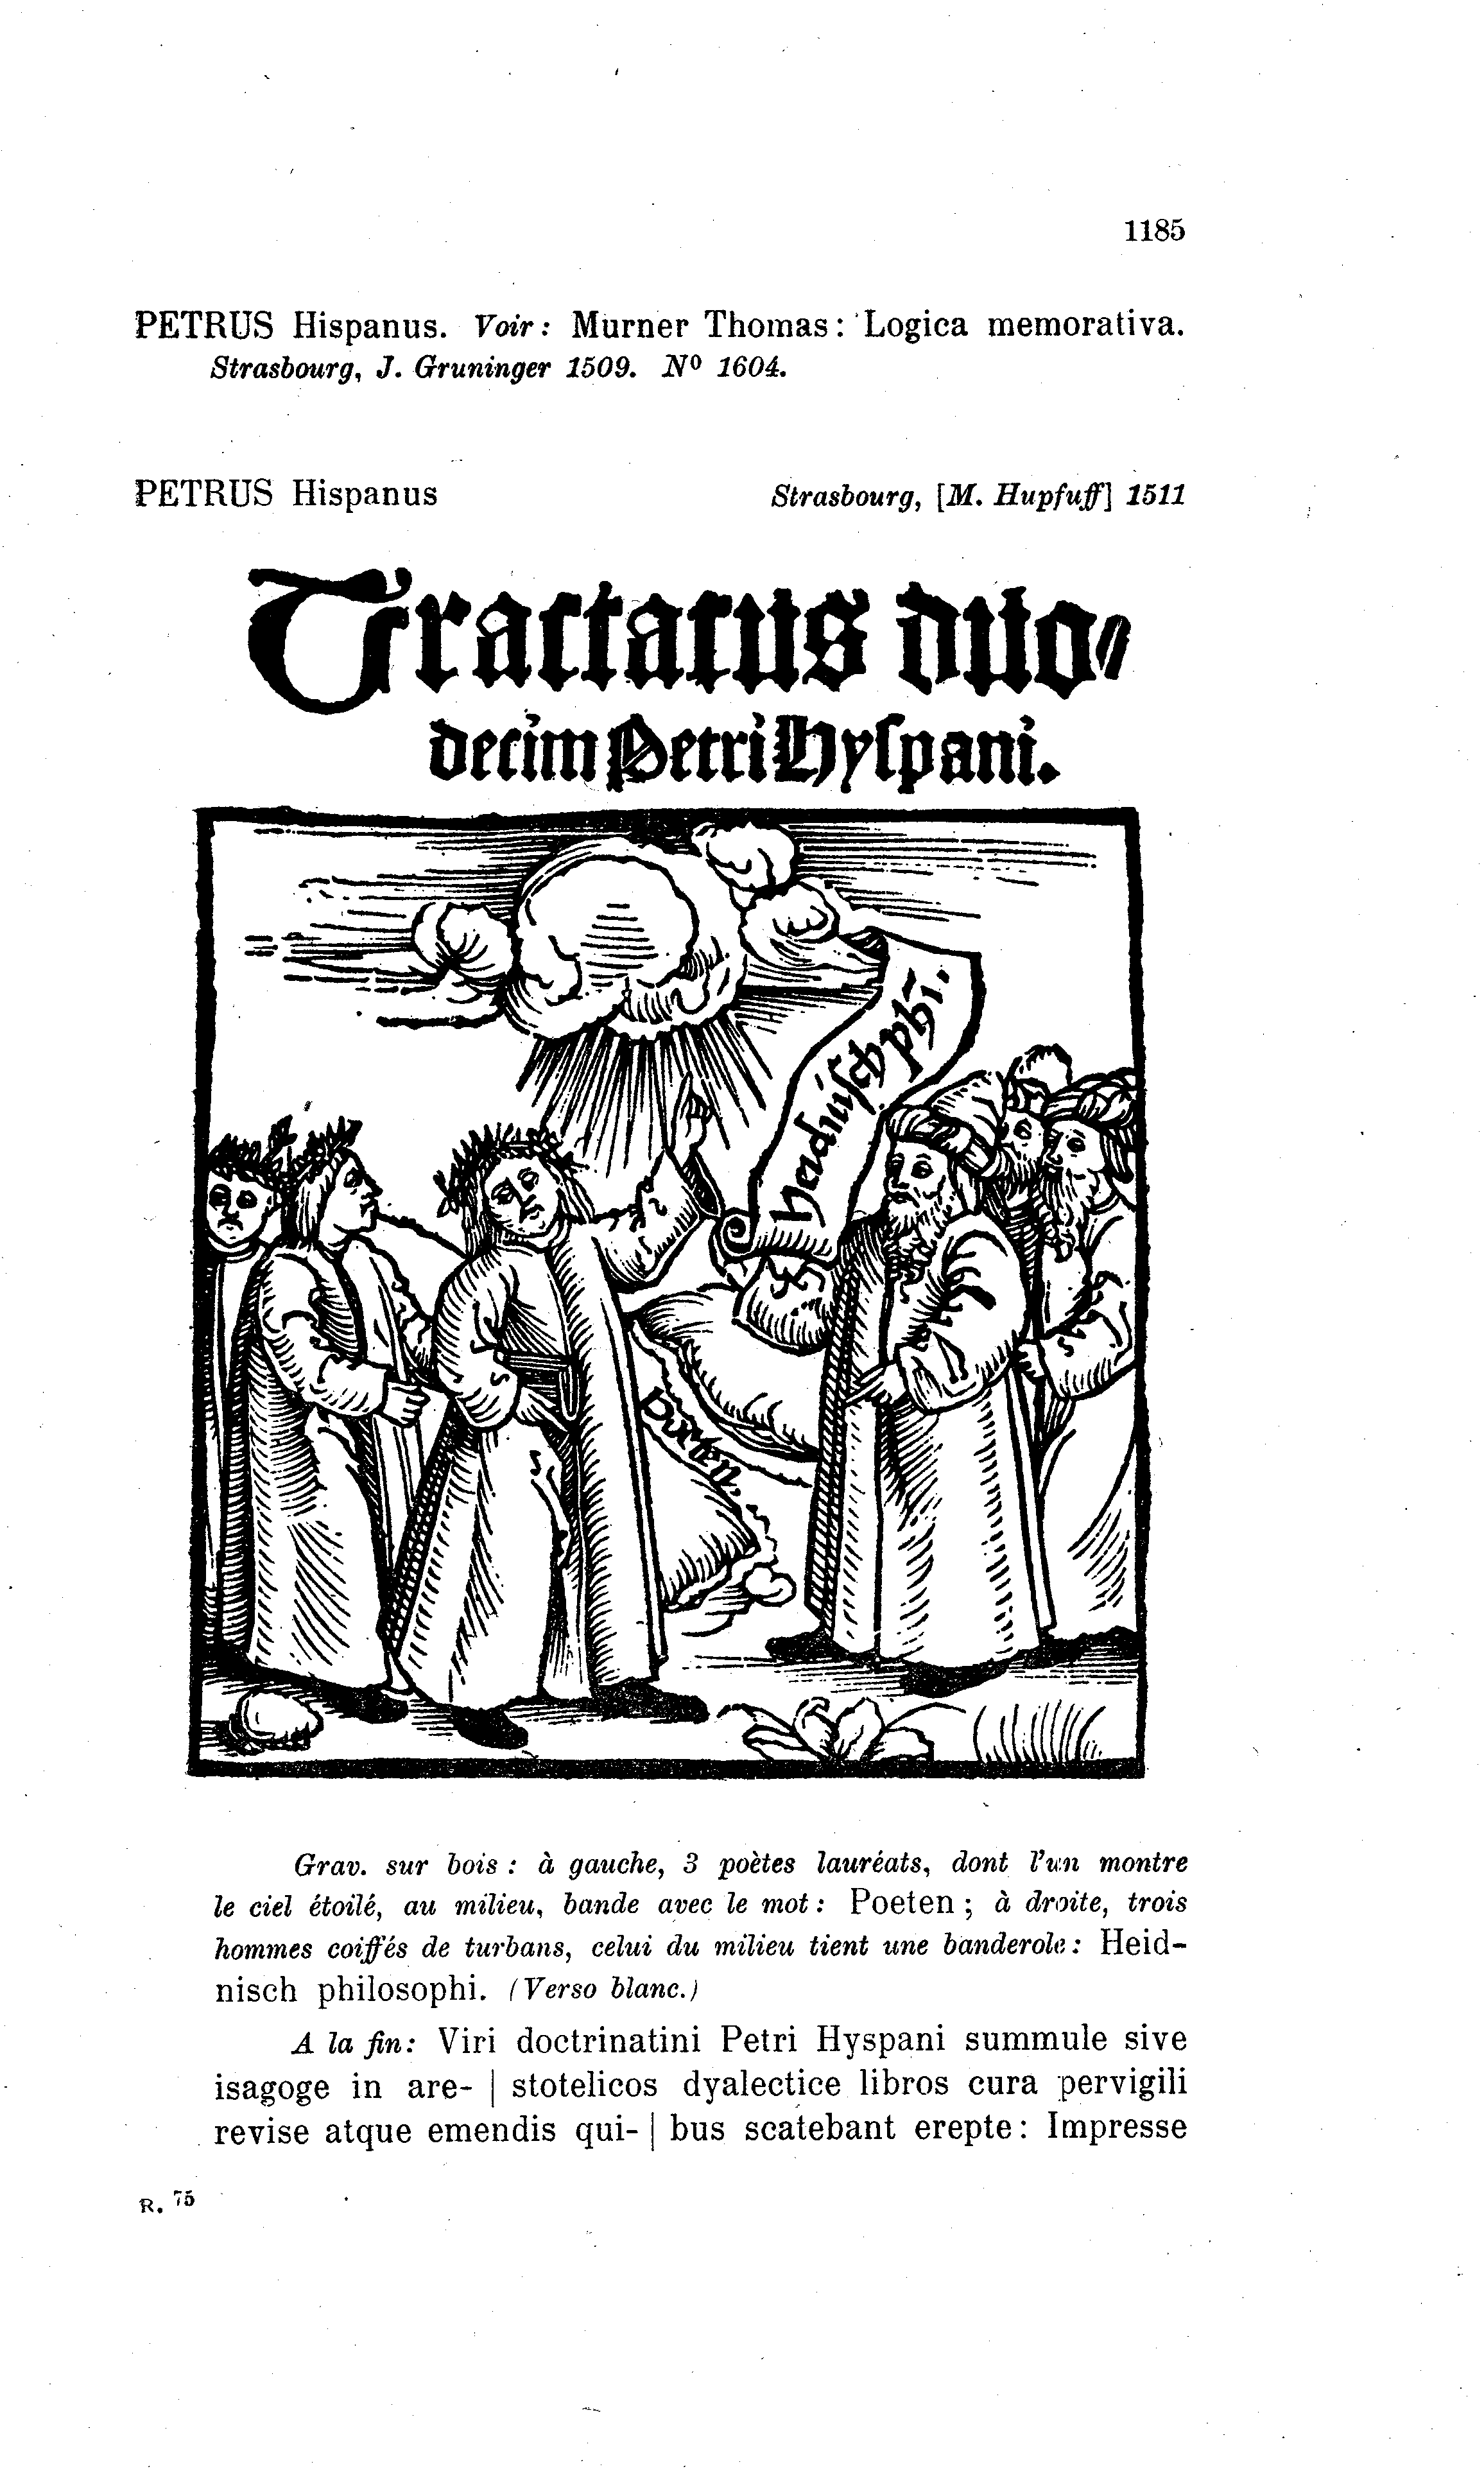 1185
PETRUS Hispanus. Voir: Murner Thomas: Logica memorativa.
Strasbourg, J. Gruninger 1509. Nº 1604.
PETRUS Hispanus Strasbourg, [M. Hupfuff] 1511
Tractatus duo⸗
decim Petri Hyſpani.
Heidniſch phī.
poeten.
Grav. sur bois : à gauche, 3 poètes lauréats, dont l'un montre
le ciel étoilé, au milieu, bande avec le mot : Poeten ; à droite, trois
hommes coiffés de turbans, celui du milieu tient une banderole : Heid-
nisch philosophi. (Verso blanc.)
A la fin: Viri doctrinatini Petri Hyspani summule sive
isagoge in are- | stotelicos dyalectice libros cura pervigili
revise atque emendis qui- | bus scatebant erepte : Impresse
R. 75